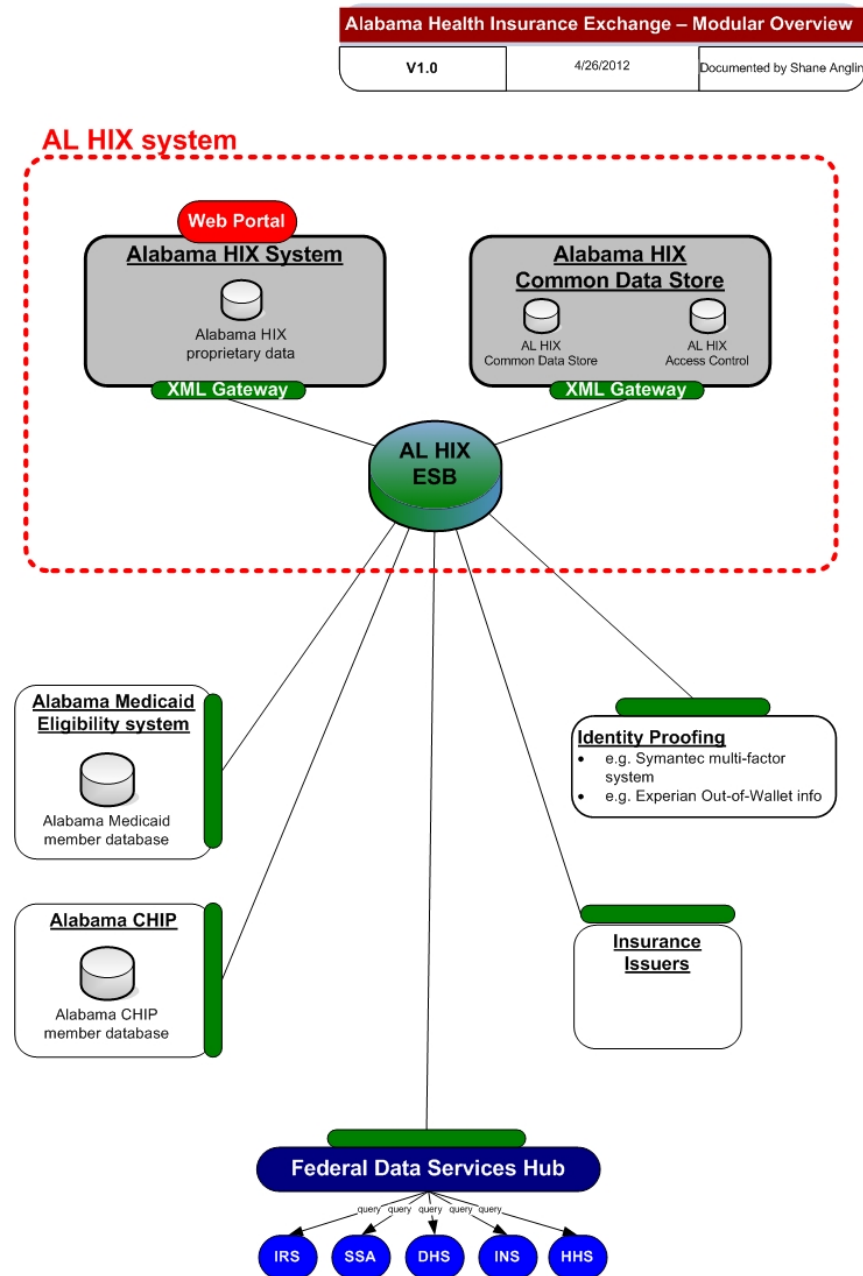 Alabama Health Insurance Exchange – Modular Overview
V1.0
4/26/2012
Documented by Shane Anglin
AL HIX system
Web Portal
Alabama HIX System
Alabama HIX
proprietary data
XML Gateway
Alabama HIX
Common Data Store
AL HIX
Common Data Store
AL HIX
Access Control
XML Gateway
AL HIX
ESB
Alabama Medicaid
Eligibility system
Alabama Medicaid
member database
Identity Proofing
• e.g. Symantec multi-factor
system
• e.g. Experian Out-of-Wallet info
Alabama CHIP
Alabama CHIP
member database
Insurance
Issuers
Federal Data Services Hub
query query query query query
IRS
SSA
DHS
INS
HHS